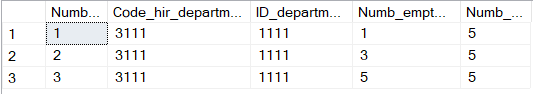 Numb... Code_hir_departm... ID_departme... Numb_empt... Numb_...
1 1 3111 1111 1 5
2 2 3111 1111 3 5
3 3 3111 1111 5 5